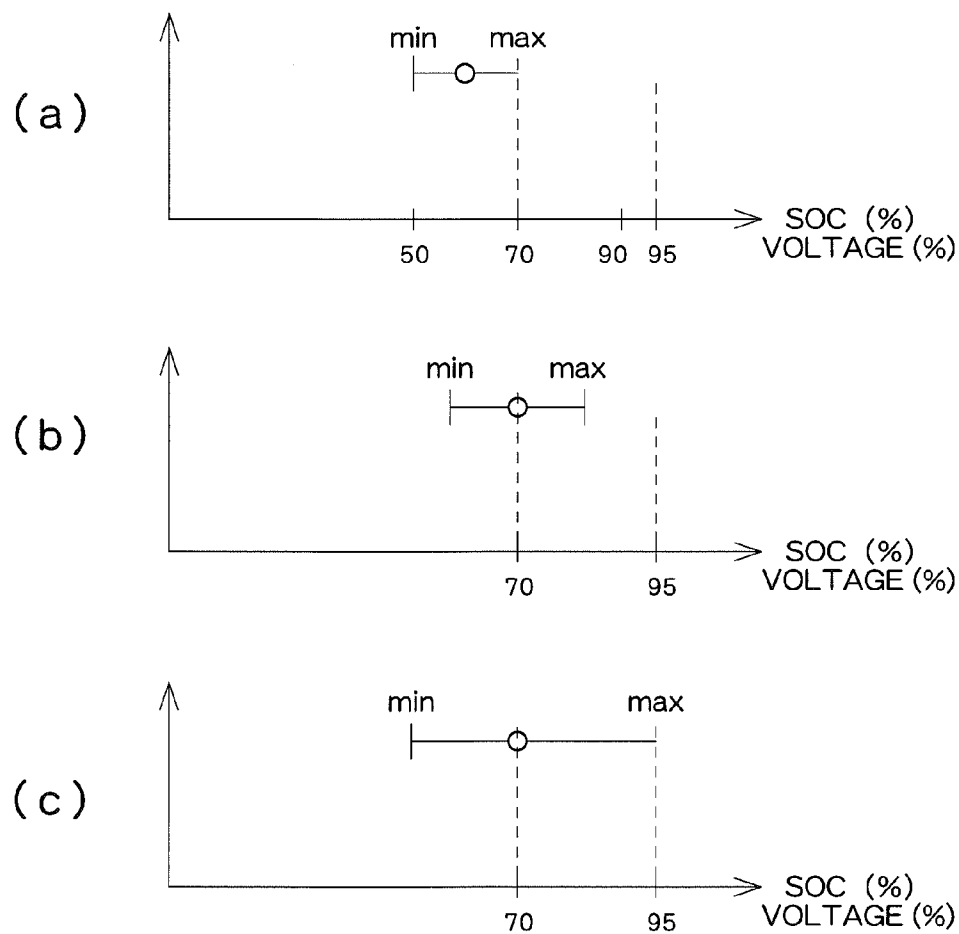 min max
(a)
SOC (%)
50 70 90 95 VOLTAGE (%)
min max
(b)
SOC (%)
70 95 VOLTAGE (%)
min max
(c)
SOC (%)
70 95 VOLTAGE (%)